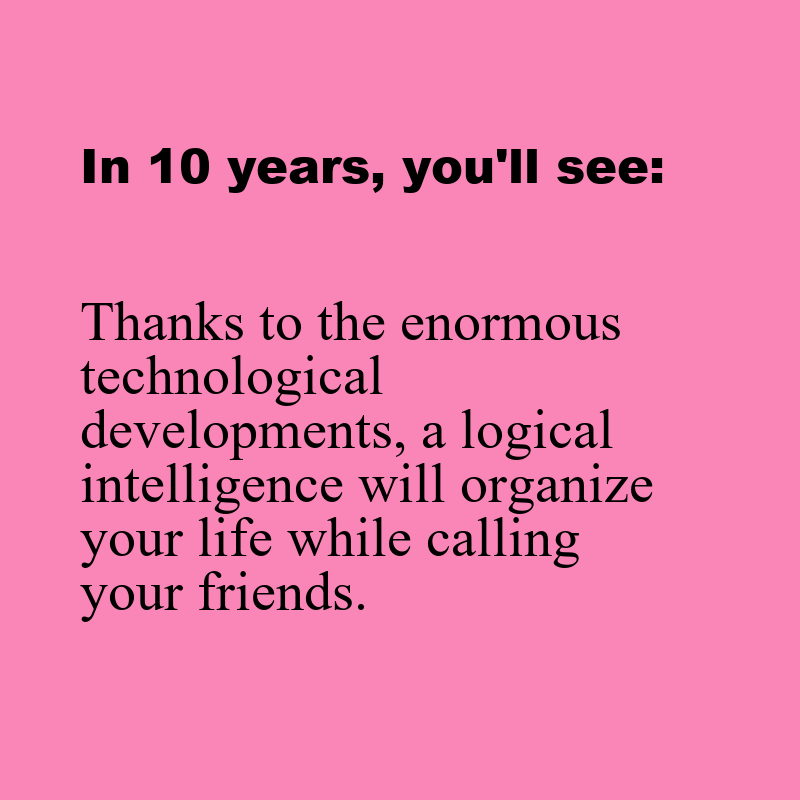 In 10 years, you'll see:
Thanks to the enormous
technological
developments, a logical
intelligence will organize
your life while calling
your friends.